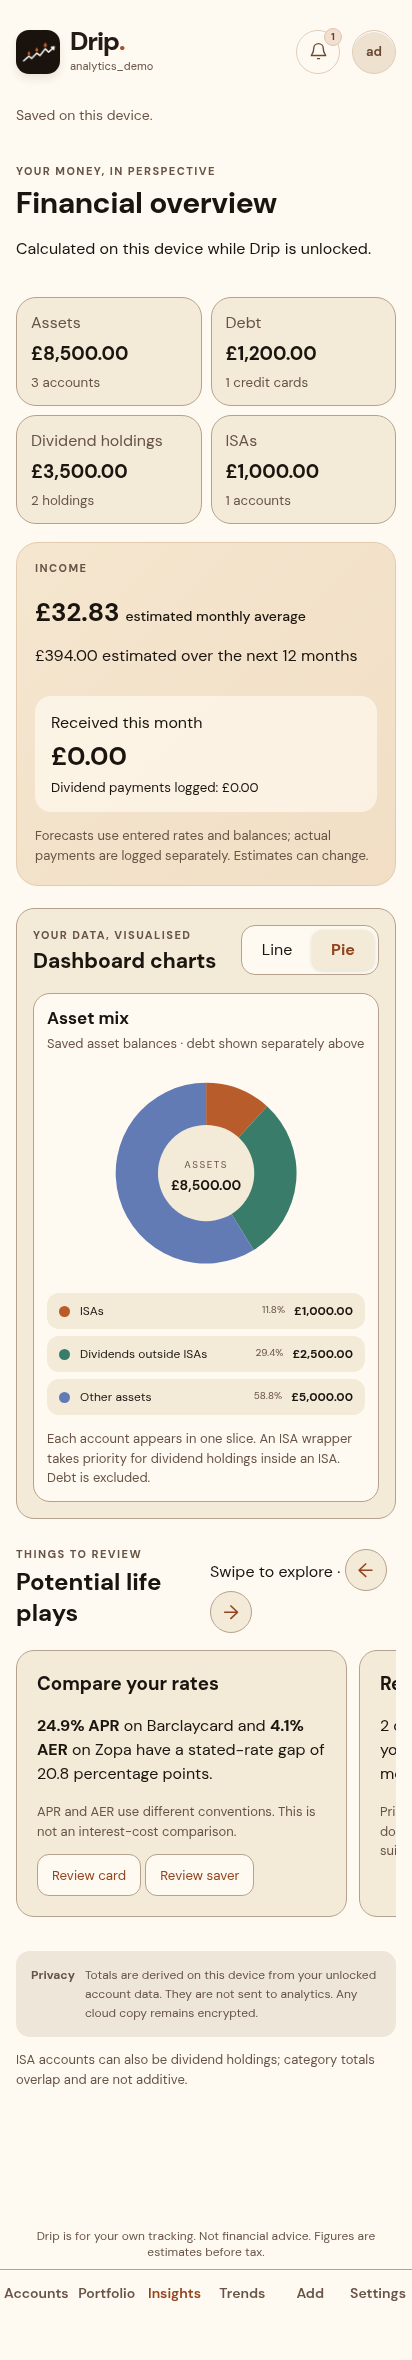 Drip.
analytics_demo
1
ad
Saved on this device.
YOUR MONEY, IN PERSPECTIVE
Financial overview
Calculated on this device while Drip is unlocked.
Assets
£8,500.00
3 accounts
Debt
£1,200.00
1 credit cards
Dividend holdings
£3,500.00
2 holdings
ISAs
£1,000.00
1 accounts
INCOME
£32.83 estimated monthly average
£394.00 estimated over the next 12 months
Received this month
£0.00
Dividend payments logged: £0.00
Forecasts use entered rates and balances; actual
payments are logged separately. Estimates can change.
YOUR DATA, VISUALISED
Dashboard charts
Line
Pie
Asset mix
Saved asset balances · debt shown separately above
ASSETS
£8,500.00
ISAs 11.8% £1,000.00
Dividends outside ISAs 29.4% £2,500.00
Other assets 58.8% £5,000.00
Each account appears in one slice. An ISA wrapper
takes priority for dividend holdings inside an ISA.
Debt is excluded.
THINGS TO REVIEW
Potential life
plays
Swipe to explore · ←
→
Compare your rates
24.9% APR on Barclaycard and 4.1%
AER on Zopa have a stated-rate gap of
20.8 percentage points.
APR and AER use different conventions. This is
not an interest-cost comparison.
Review card
Review saver
Re
2
yo
Pri
do
sui
Privacy
Totals are derived on this device from your unlocked
account data. They are not sent to analytics. Any
cloud copy remains encrypted.
ISA accounts can also be dividend holdings; category totals
overlap and are not additive.
Drip is for your own tracking. Not financial advice. Figures are
estimates before tax.
Accounts Portfolio Insights Trends Add Settings